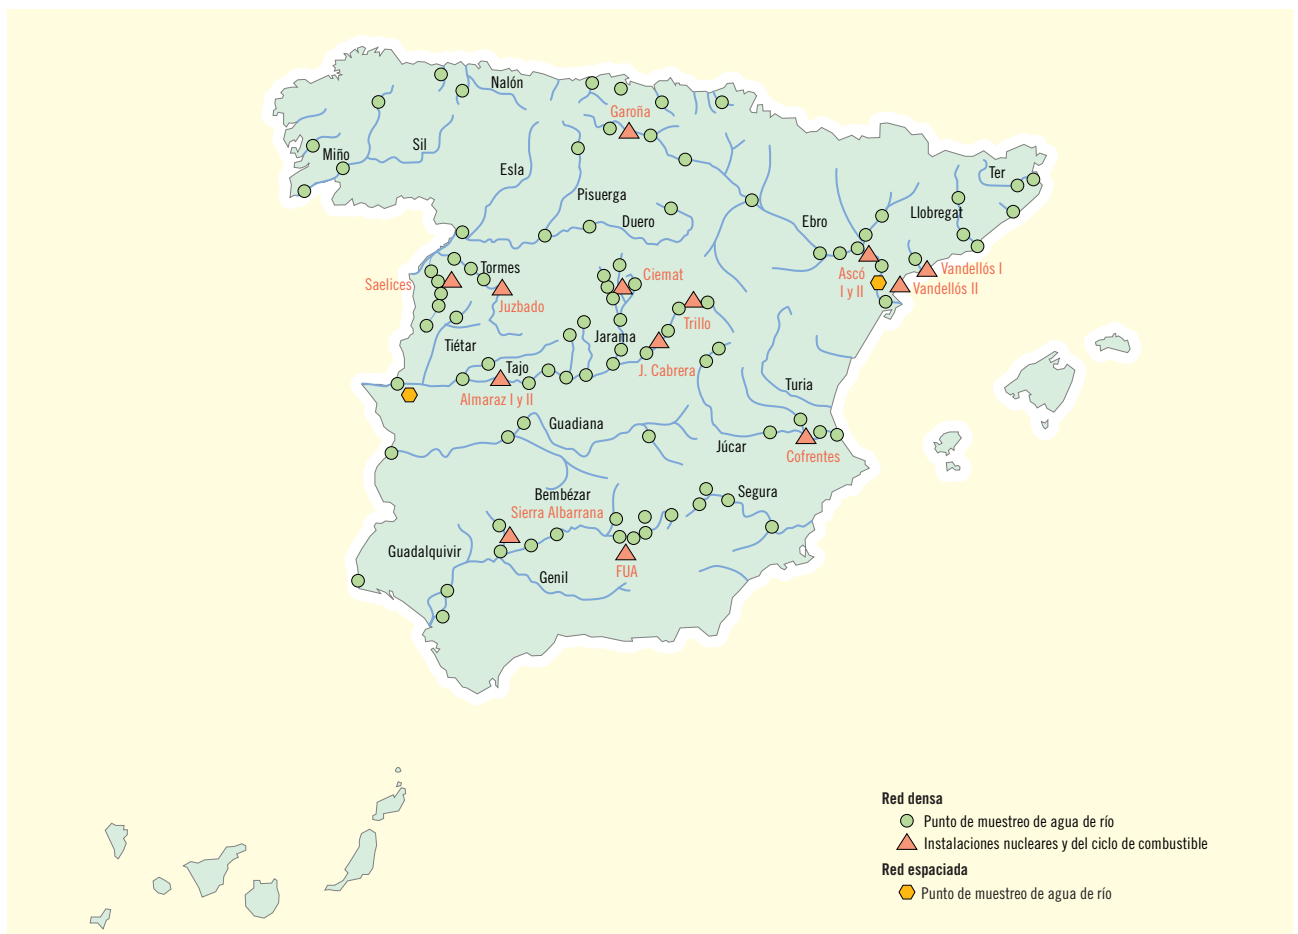 Nalón
Garoña
Sil
Miño
Esla
Ter
Pisuerga
Duero
Ebro
Llobregat
Tormes
Ciemat
Ascó
I y II
Vandellós I
Saelices
Vandellós II
Juzbado
Trillo
Jarama
Tiétar
Tajo
J. Cabrera
Turia
Almaraz I y II
Guadiana
Júcar
Cofrentes
Bembézar
Segura
Sierra Albarrana
Guadalquivir
FUA
Genil
Red densa
Punto de muestreo de agua de río
Instalaciones nucleares y del ciclo de combustible
Red espaciada
Punto de muestreo de agua de río